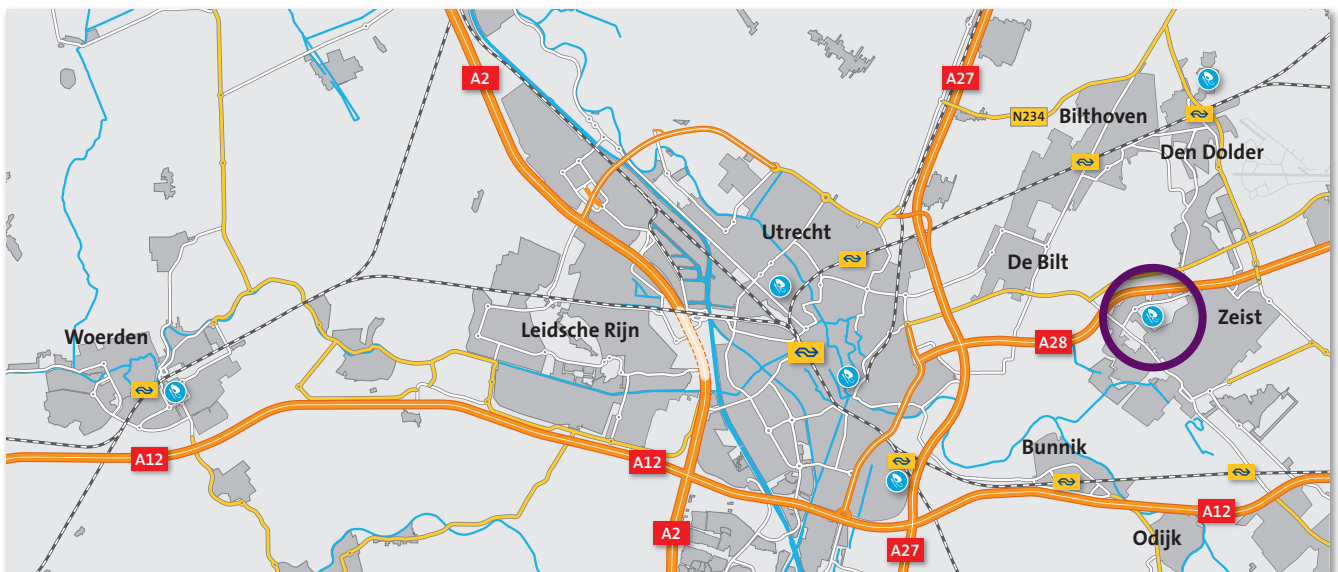 A2
A27
N234
Bilthoven
Den Dolder
Utrecht
De Bilt
Woerden
Leidsche Rijn
Zeist
A28
Bunnik
A12
A12
A12
A2
Odijk
A27